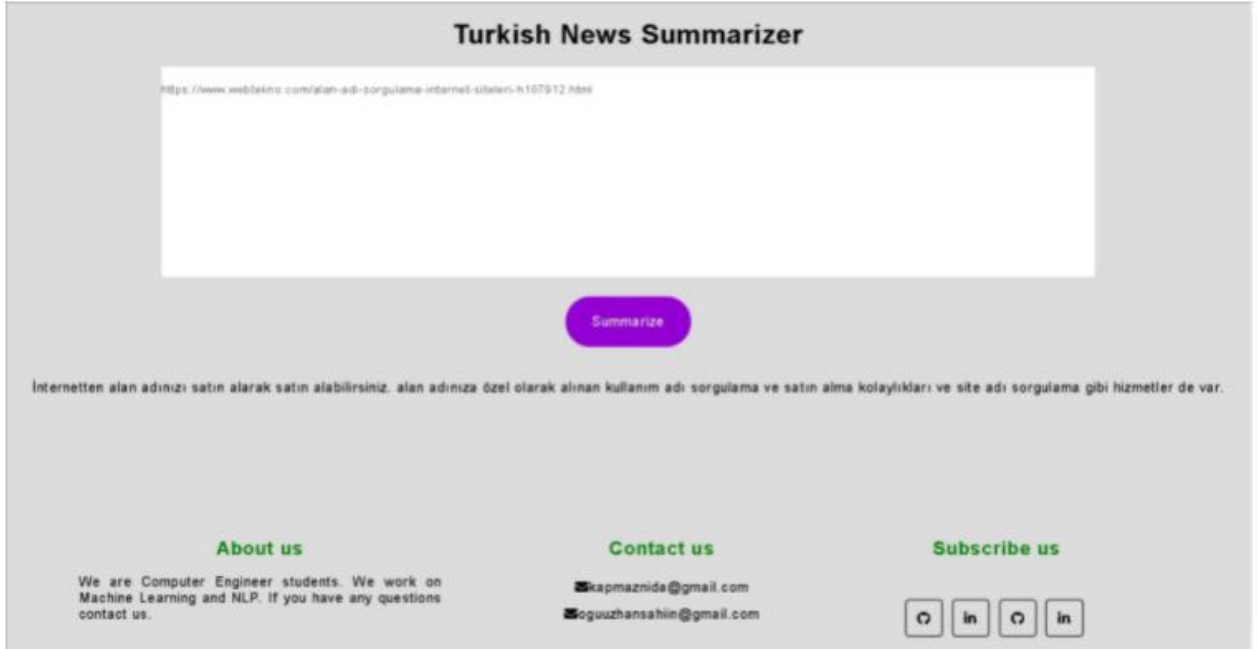 Turkish News Summarizer
https://www.webtekno.com/alan-adi-sorgulama-internet-siteleri-h107912.html
Summarize
İnternetten alan adınızı satın alarak satın alabilirsiniz. alan adınıza özel olarak alınan kullanım adı sorgulama ve satın alma kolaylıkları ve site adı sorgulama gibi hizmetler de var.
About us
We are Computer Engineer students. We work on
Machine Learning and NLP. If you have any questions
contact us.
Contact us
kapmaznida@gmail.com
oguuzhansahiin@gmail.com
Subscribe us
in
in